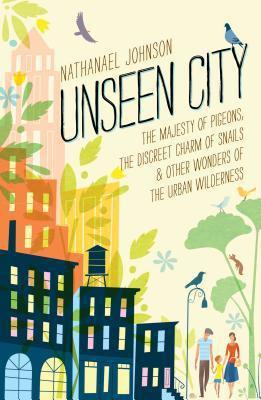 NATHANAEL JOHNSON
UNSEEN CITY
THE MAJESTY OF PIGEONS,
THE DISCREET CHARM OF SNAILS
& OTHER WONDERS OF
THE URBAN WILDERNESS